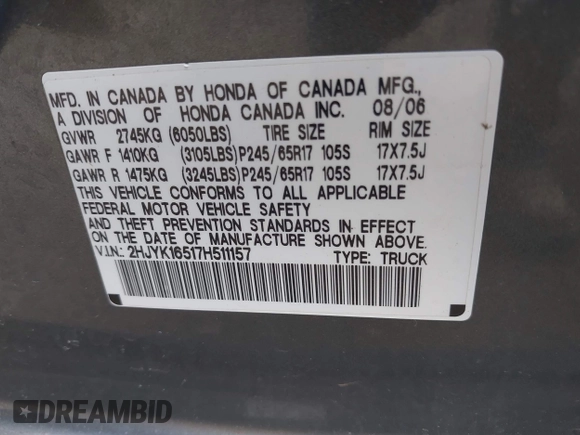 MFD. IN CANADA BY HONDA OF CANADA MFG.,
A DIVISION OF HONDA CANADA INC. 08/06
GVWR 2745KG (6050LBS) TIRE SIZE RIM SIZE
GAWR F 1410KG (3105LBS)P245/65R17 105S 17X7.5J
GAWR R 1475KG (3245LBS)P245/65R17 105S 17X7.5J
THIS VEHICLE CONFORMS TO ALL APPLICABLE
FEDERAL MOTOR VEHICLE SAFETY
AND THEFT PREVENTION STANDARDS IN EFFECT
ON THE DATE OF MANUFACTURE SHOWN ABOVE.
V.I.N.: 2HJYK16517H511157 TYPE: TRUCK
DREAMBID